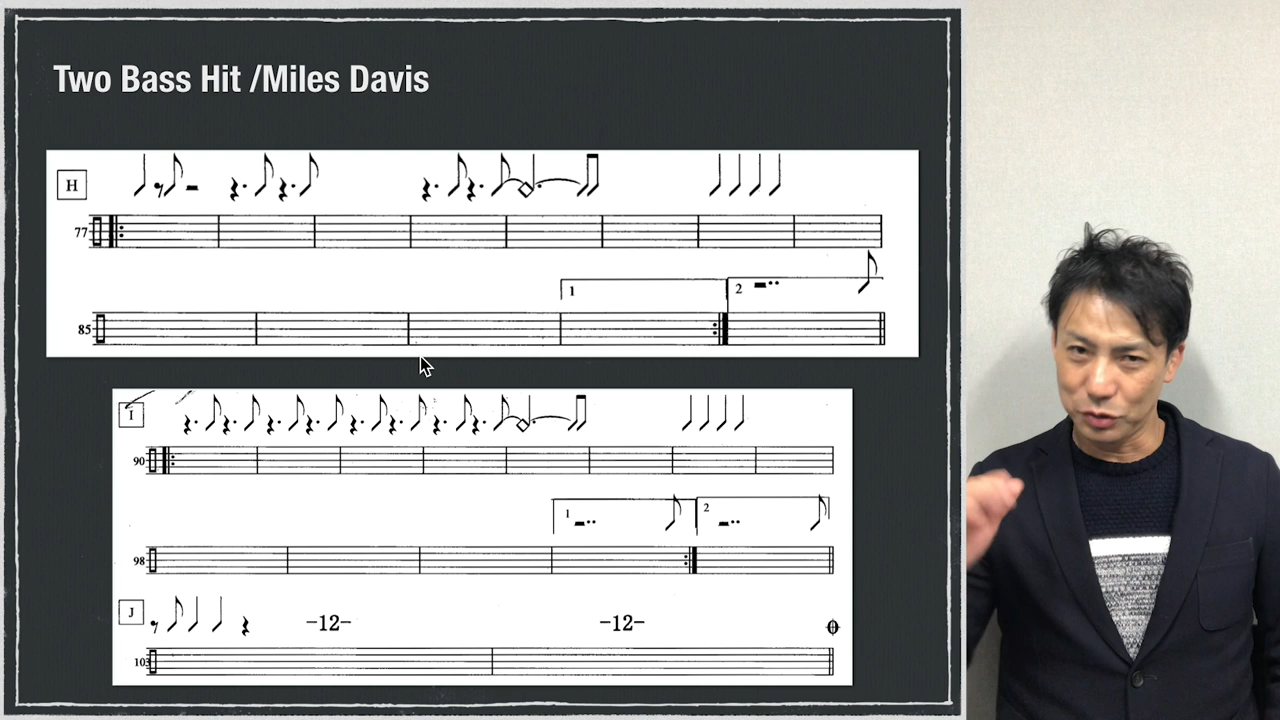 Two Bass Hit /Miles Davis
H
77
1
2
85
I
90
1
2
98
J
-12-
-12-
103